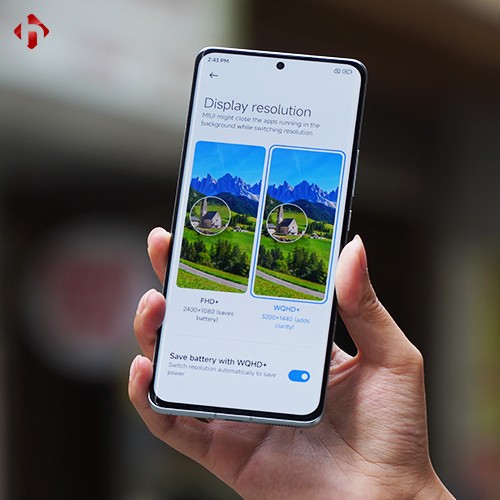 2:43 PM
Display resolution
MIUI might close the apps running in the
background while switching resolution
FHD+
2400×1080 (saves
battery)
WQHD+
3200×1440 (adds
clarity)
Save battery with WQHD+
Switch resolution automatically to save
power